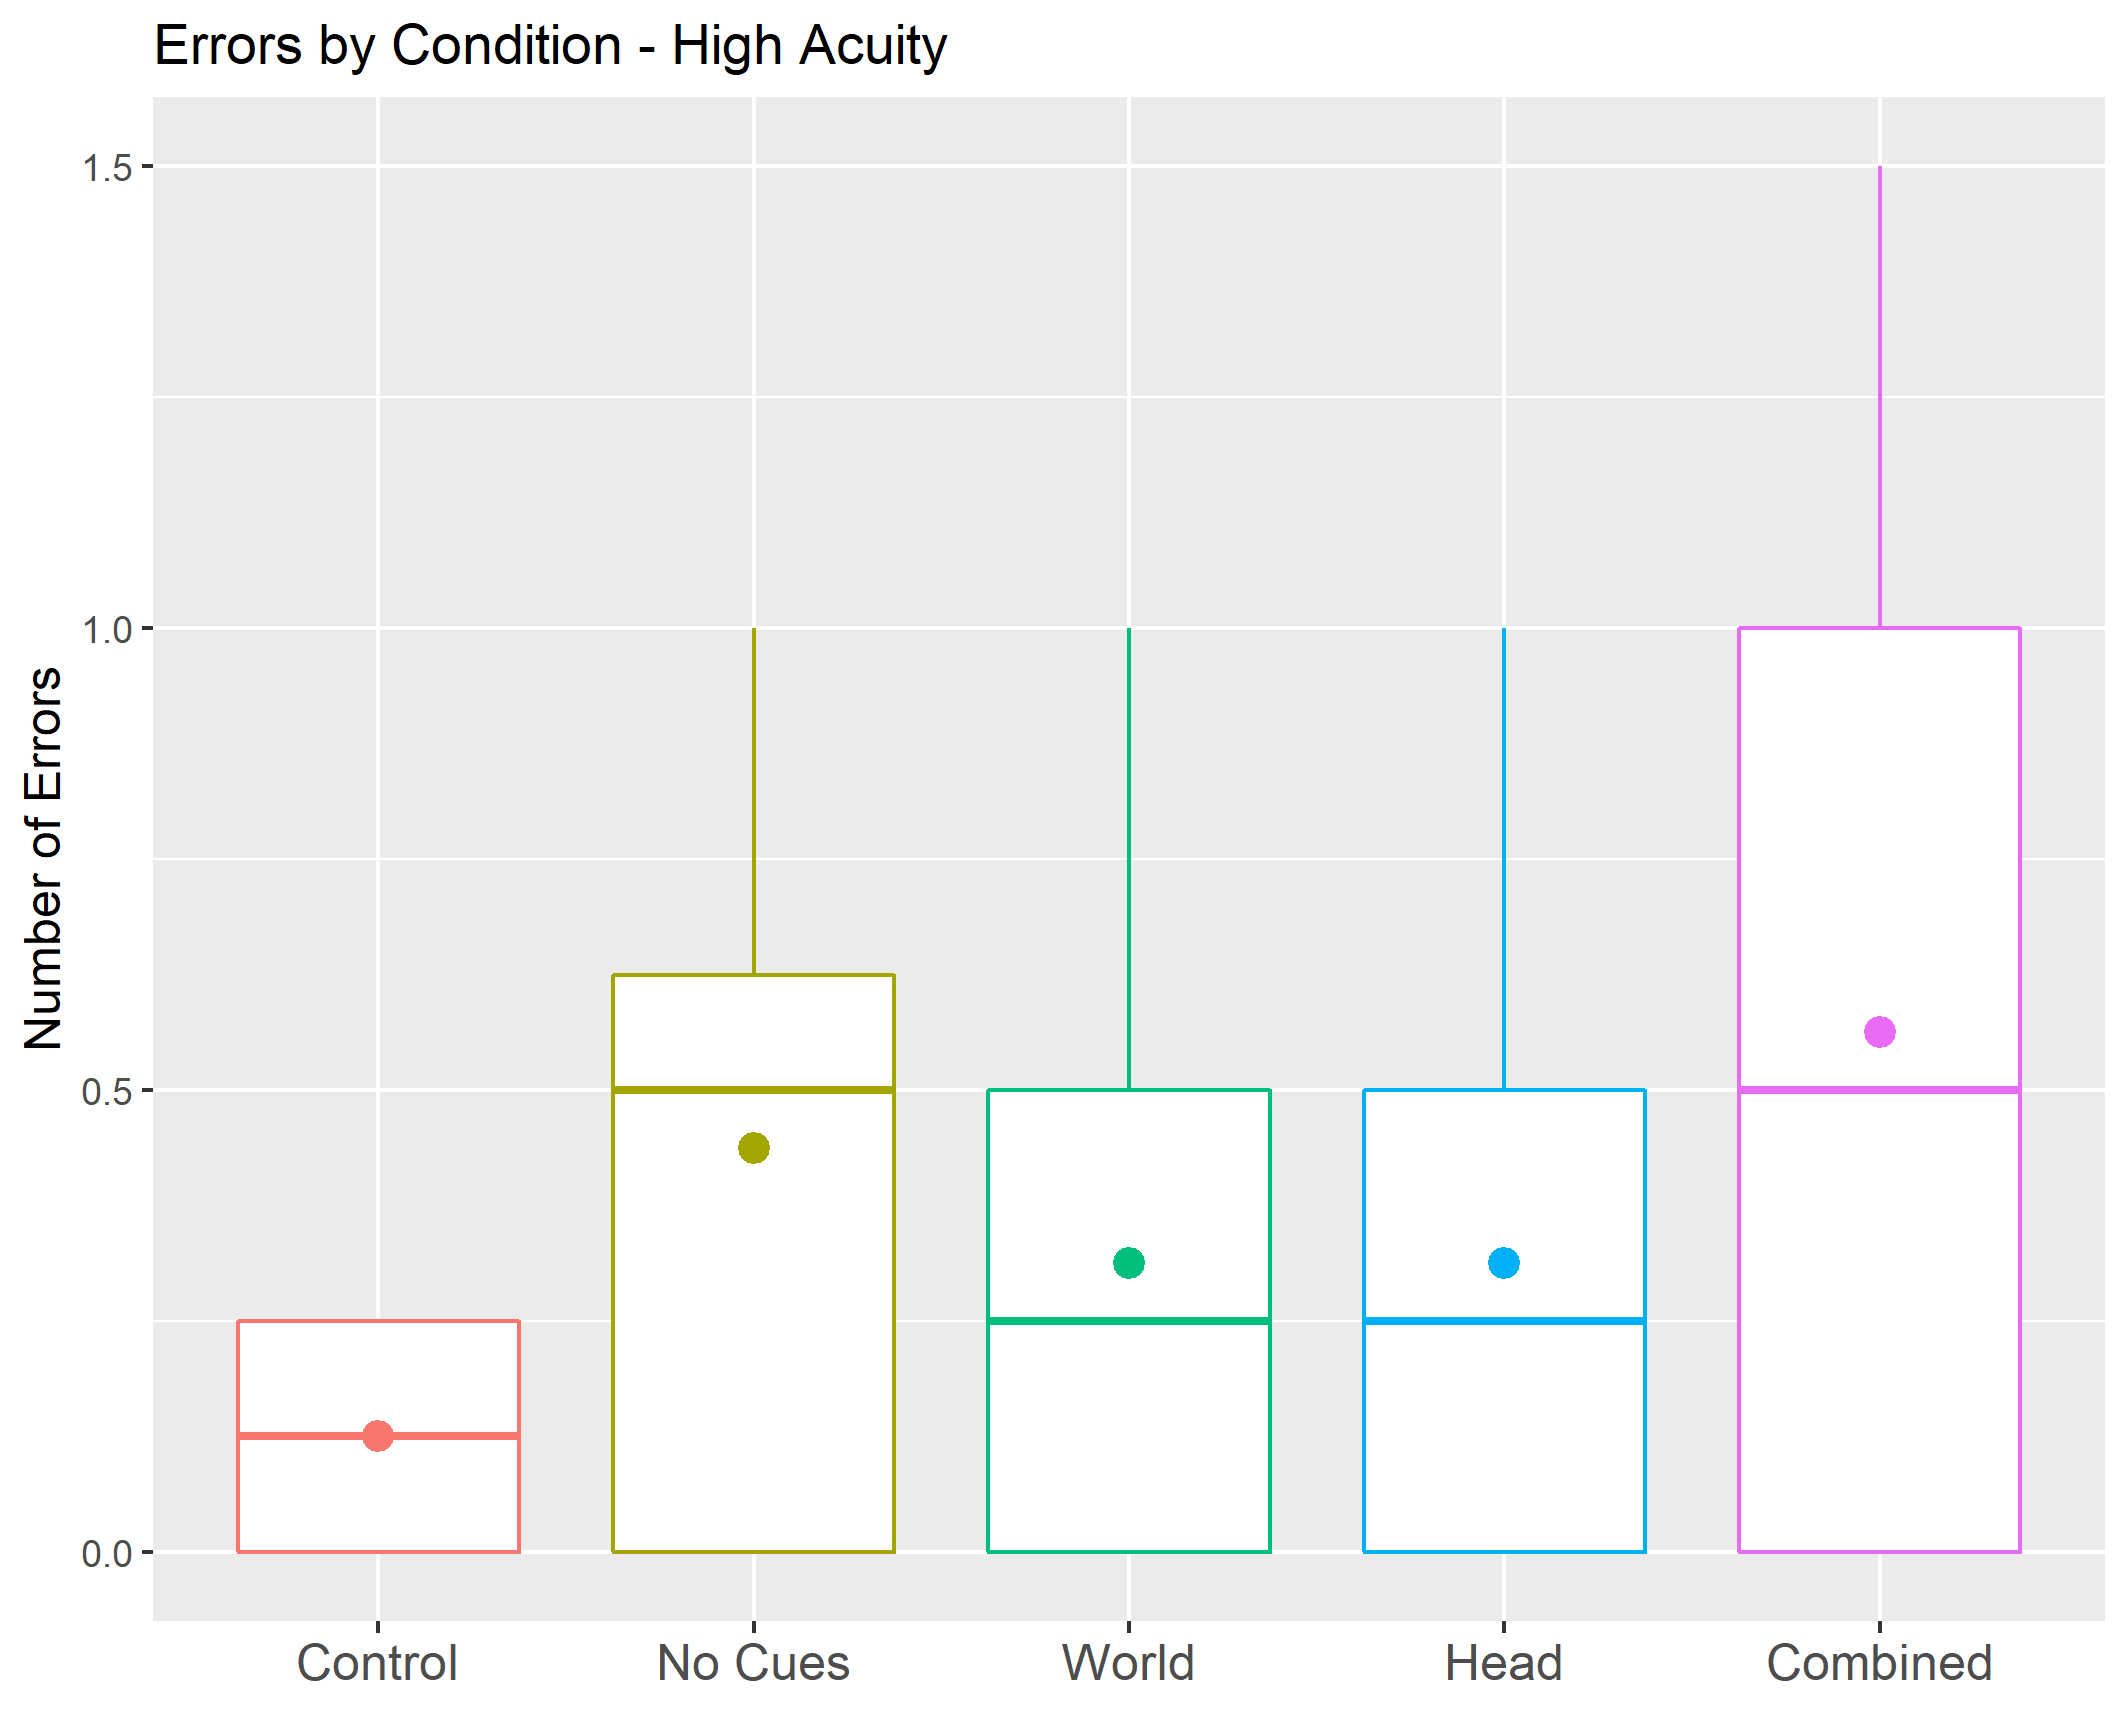 Errors by Condition - High Acuity
Number of Errors
1.5
1.0
0.5
0.0
Control
No Cues
World
Head
Combined